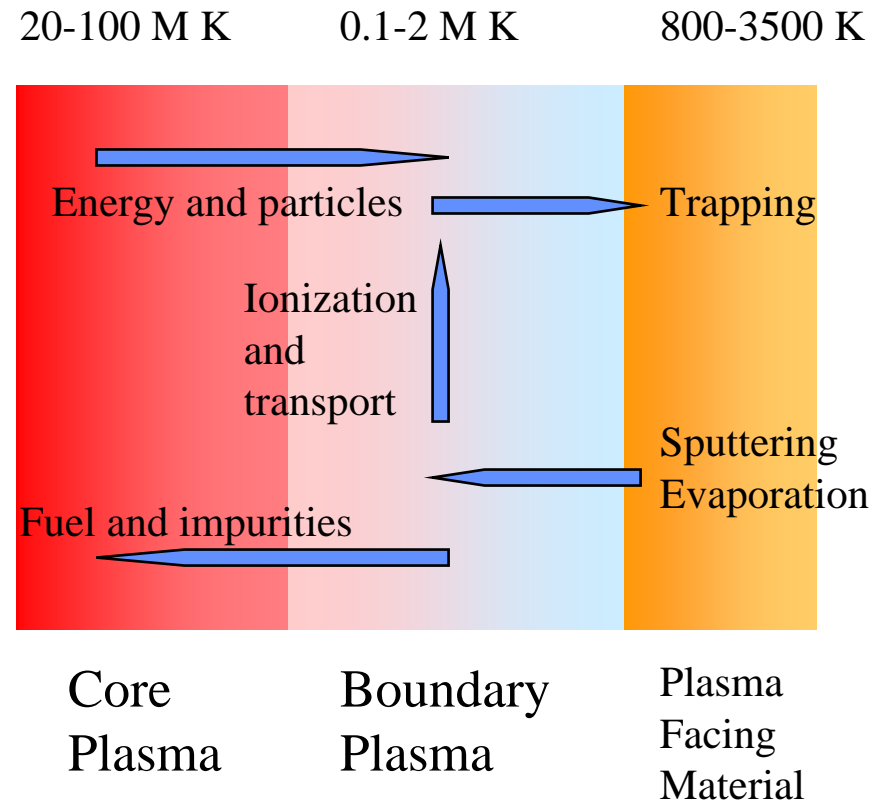 20-100 M K
0.1-2 M K
800-3500 K
Energy and particles
Trapping
Ionization
and
transport
Sputtering
Evaporation
Fuel and impurities
Core
Plasma
Boundary
Plasma
Plasma
Facing
Material